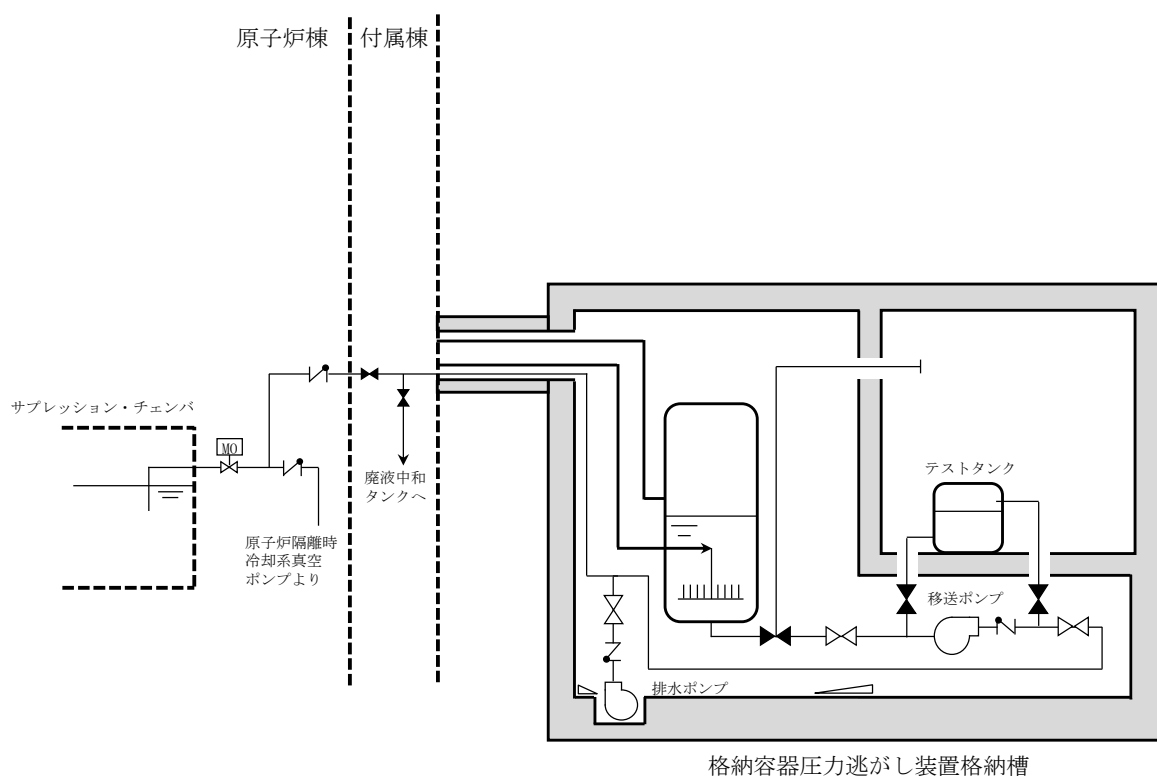 原子炉棟
付属棟
サプレッション・チェンバ
MO
廃液中和
タンクへ
原子炉隔離時
冷却系真空
ポンプより
テストタンク
移送ポンプ
排水ポンプ
格納容器圧力逃がし装置格納槽